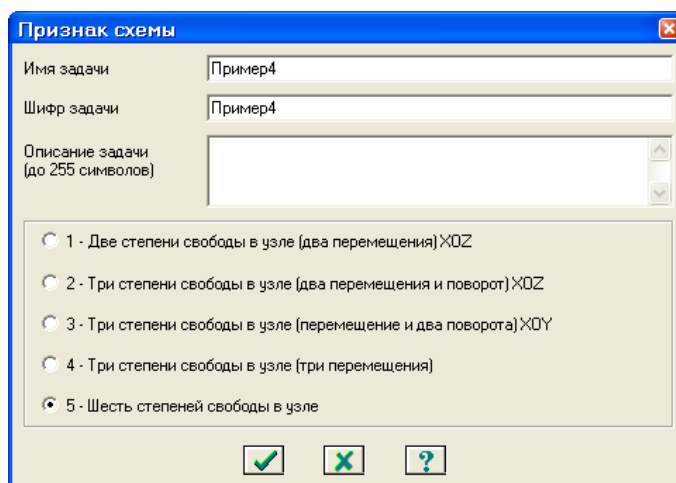 Признак схемы
Имя задачи
Пример4
Шифр задачи
Пример4
Описание задачи
(до 255 символов)
1 - Две степени свободы в узле (два перемещения) X0Z
2 - Три степени свободы в узле (два перемещения и поворот) X0Z
3 - Три степени свободы в узле (перемещение и два поворота) X0Y
4 - Три степени свободы в узле (три перемещения)
5 - Шесть степеней свободы в узле
?